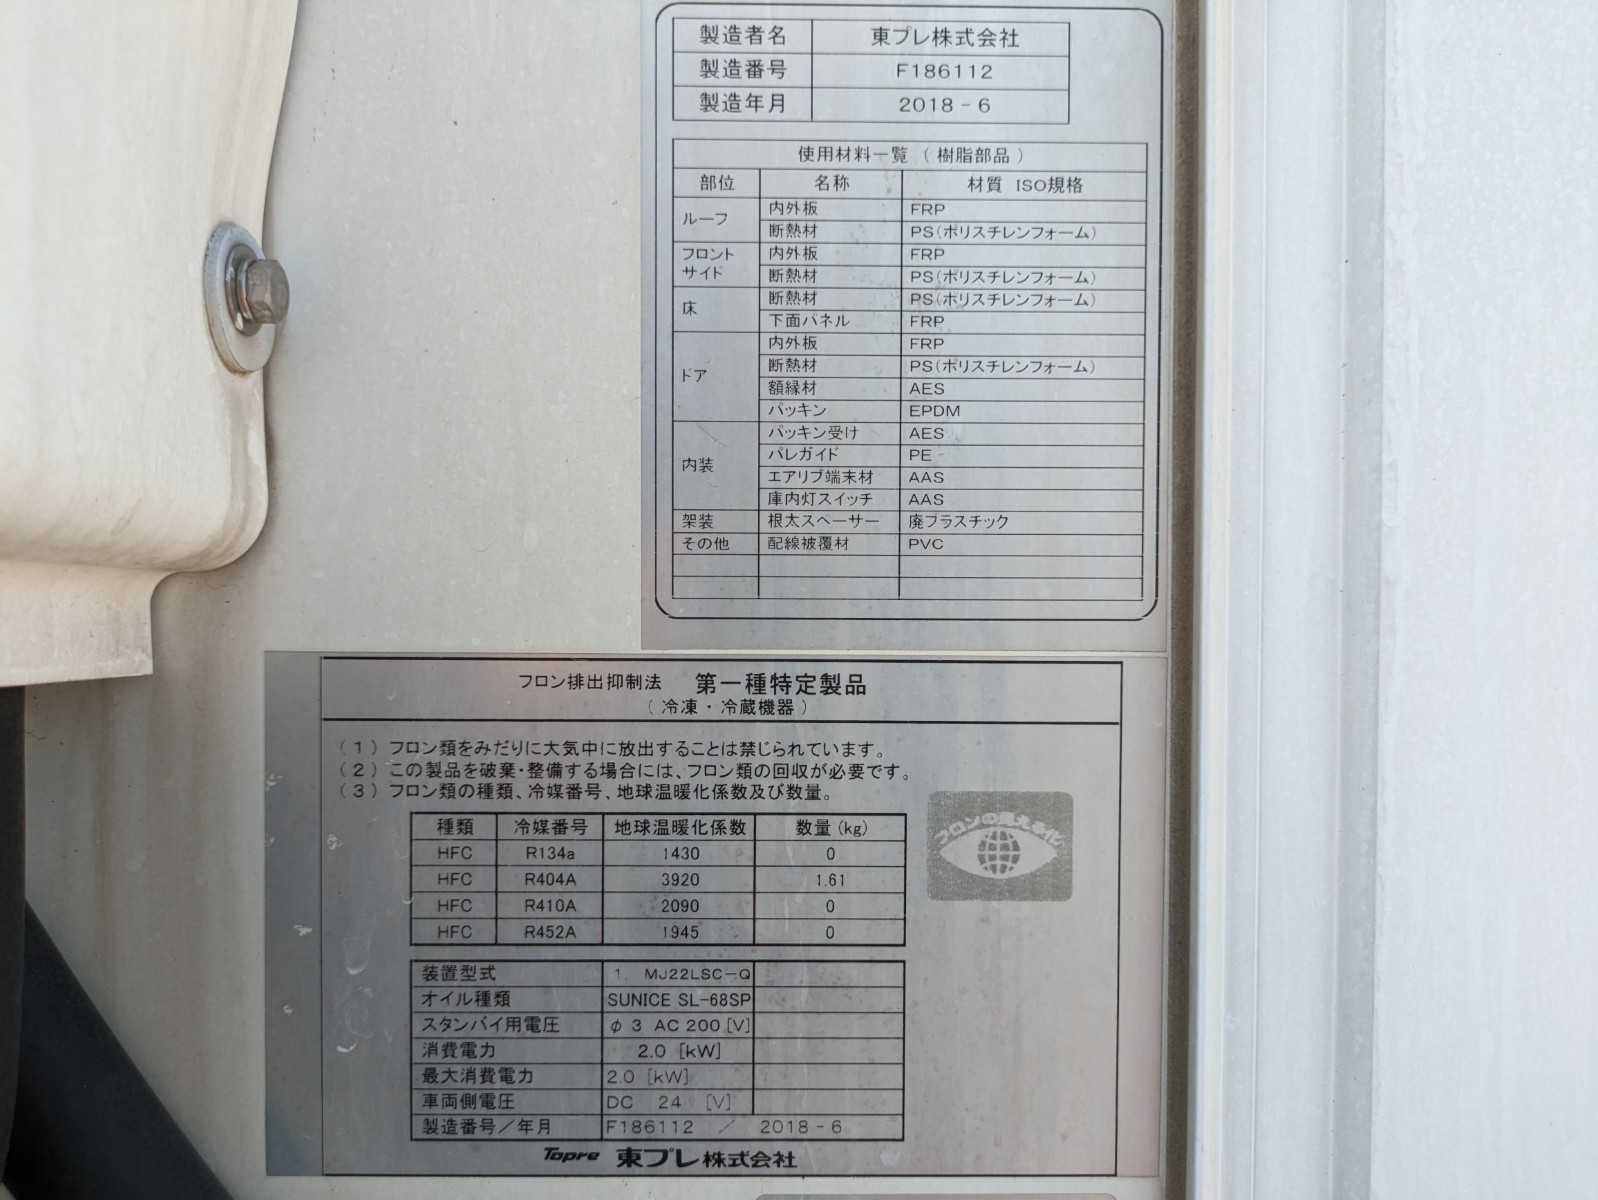 製造者名 東プレ株式会社
製造番号 F186112
製造年月 2018-6
使用材料一覧 (樹脂部品)
部位 名称 材質 ISO規格
ルーフ 内外板 FRP
断熱材 PS(ポリスチレンフォーム)
フロントサイド 内外板 FRP
断熱材 PS(ポリスチレンフォーム)
床 断熱材 PS(ポリスチレンフォーム)
下面パネル FRP
ドア 内外板 FRP
断熱材 PS(ポリスチレンフォーム)
額縁材 AES
パッキン EPDM
内装 パッキン受け AES
パレガイド PE
エアリブ端末材 AAS
庫内灯スイッチ AAS
架装 根太スペーサー 廃プラスチック
その他 配線被覆材 PVC
フロン排出抑制法 第一種特定製品
(冷凍・冷蔵機器)
(1) フロン類をみだりに大気中に放出することは禁じられています。
(2) この製品を破棄・整備する場合には、フロン類の回収が必要です。
(3) フロン類の種類、冷媒番号、地球温暖化係数及び数量。
種類 冷媒番号 地球温暖化係数 数量(kg)
HFC R134a 1430 0
HFC R404A 3920 1.61
HFC R410A 2090 0
HFC R452A 1945 0
フロンの見える化
装置型式 1. MJ22LSC-Q
オイル種類 SUNICE SL-68SP
スタンバイ用電圧 φ3 AC 200 [V]
消費電力 2.0 [kW]
最大消費電力 2.0 [kW]
車両側電圧 DC 24 [V]
製造番号/年月 F186112 / 2018-6
Topre 東プレ株式会社